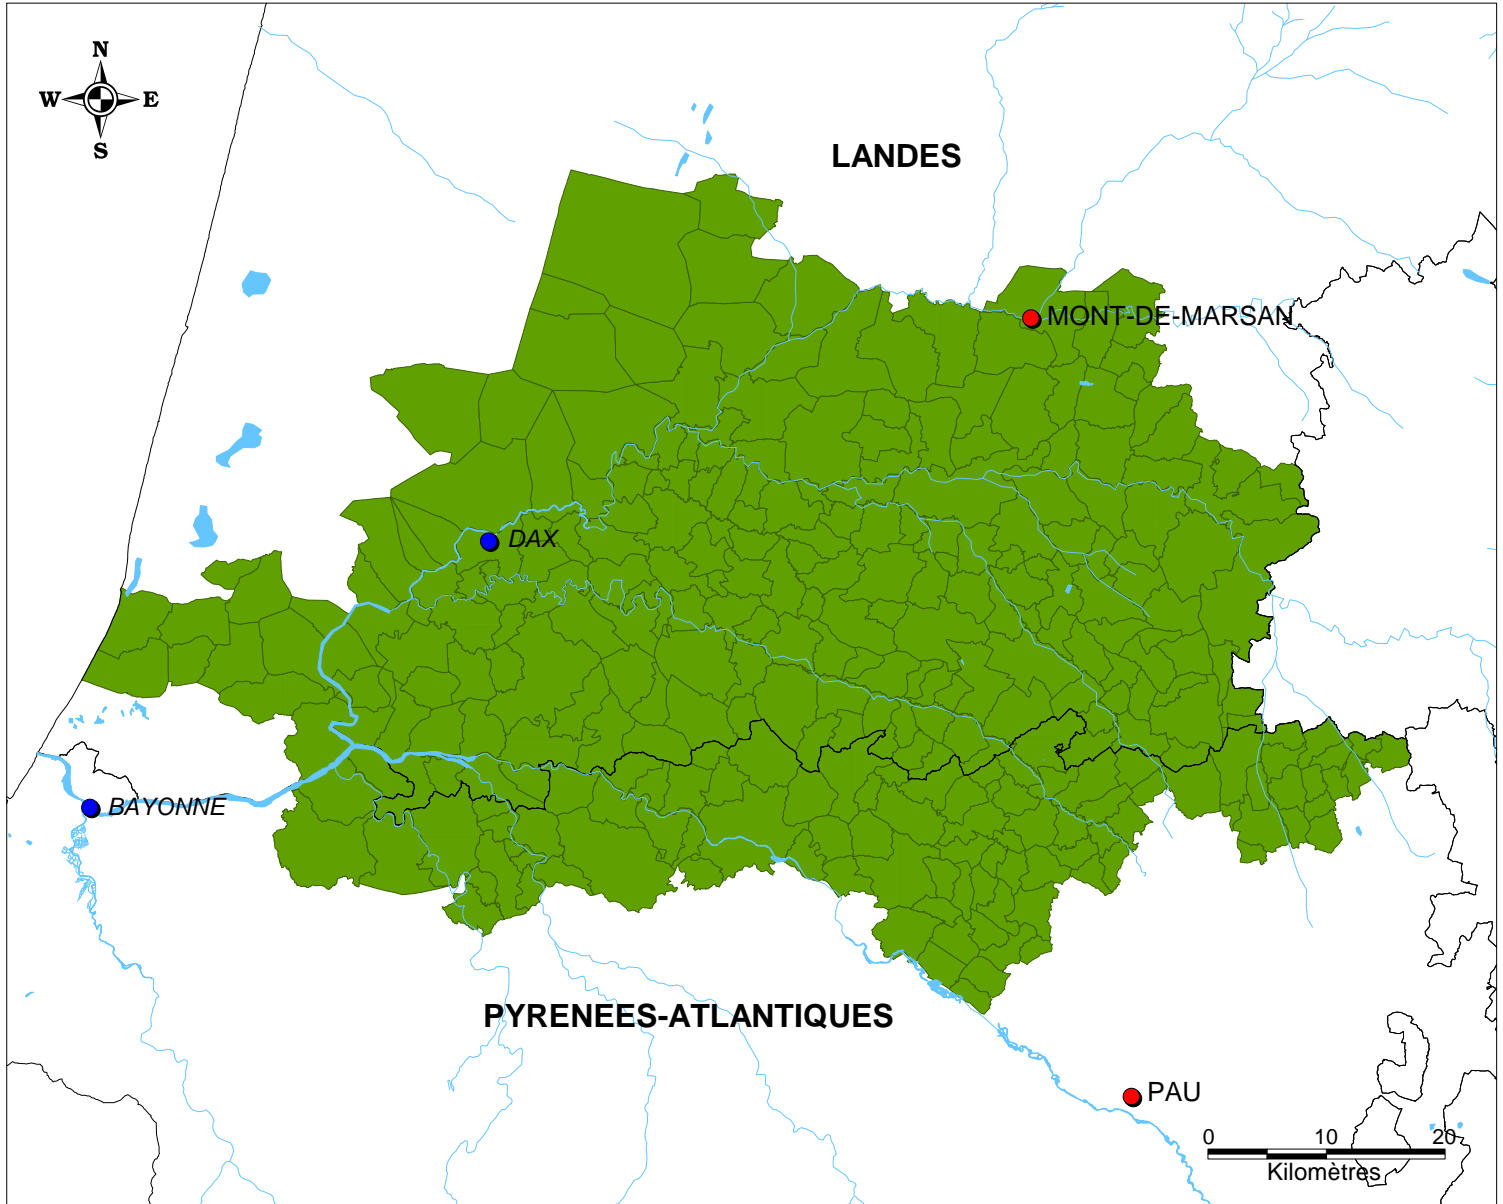 N
W E
S
LANDES
MONT-DE-MARSAN
DAX
BAYONNE
PYRENEES-ATLANTIQUES
PAU
0 10 20
Kilomètres